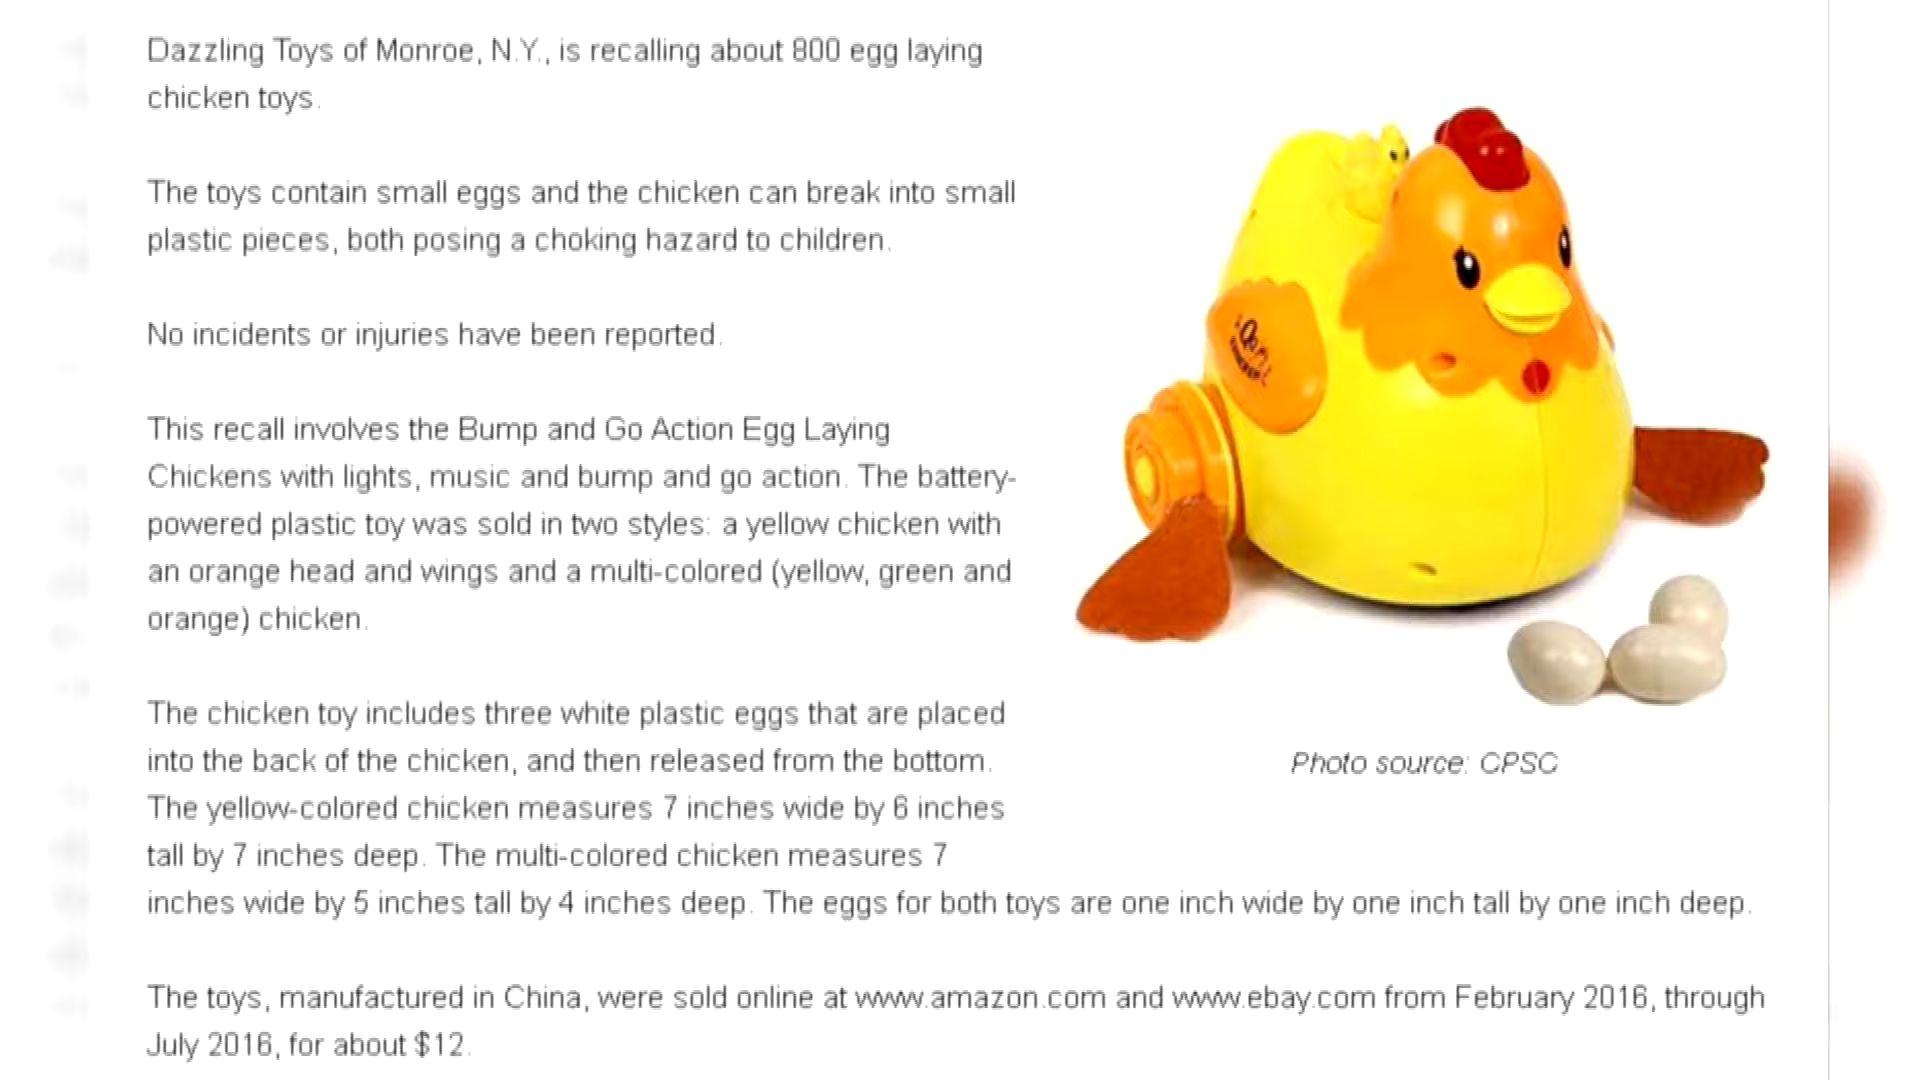 Dazzling Toys of Monroe, N.Y., is recalling about 800 egg laying
chicken toys.
The toys contain small eggs and the chicken can break into small
plastic pieces, both posing a choking hazard to children.
No incidents or injuries have been reported.
This recall involves the Bump and Go Action Egg Laying
Chickens with lights, music and bump and go action. The battery-
powered plastic toy was sold in two styles: a yellow chicken with
an orange head and wings and a multi-colored (yellow, green and
orange) chicken.
The chicken toy includes three white plastic eggs that are placed
into the back of the chicken, and then released from the bottom.
The yellow-colored chicken measures 7 inches wide by 6 inches
tall by 7 inches deep. The multi-colored chicken measures 7
inches wide by 5 inches tall by 4 inches deep. The eggs for both toys are one inch wide by one inch tall by one inch deep.
Photo source: CPSC
The toys, manufactured in China, were sold online at www.amazon.com and www.ebay.com from February 2016, through
July 2016, for about $12.